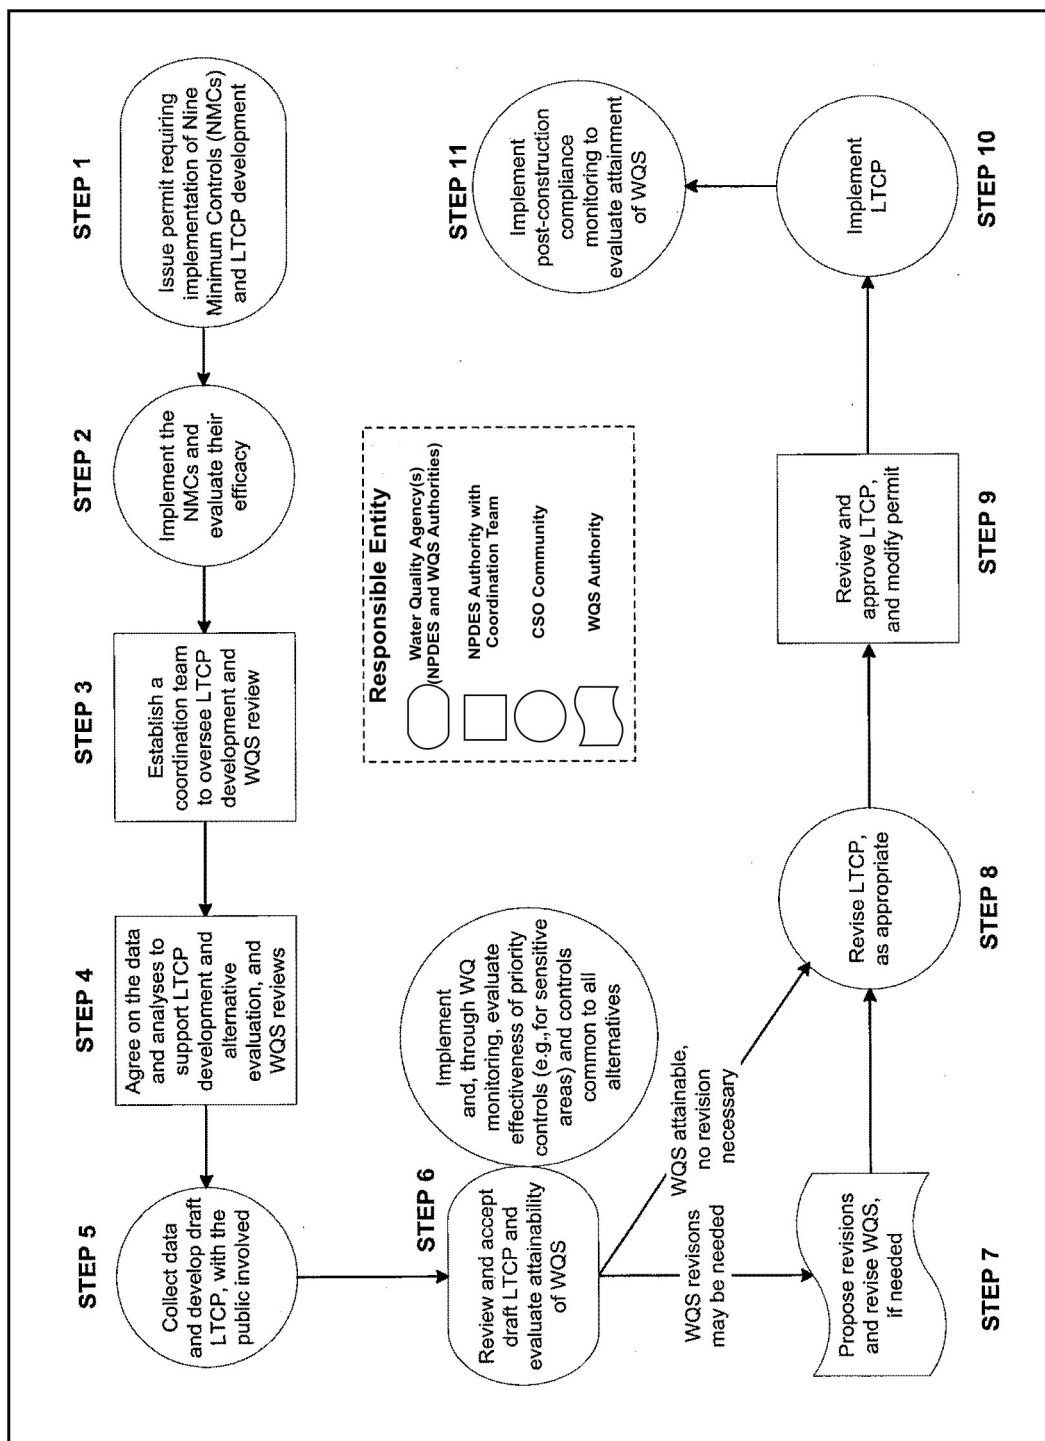 STEP 1
Issue permit requiring
implementation of Nine
Minimum Controls (NMCs)
and LTCP development
STEP 2
Implement the
NMCs and
evaluate their
efficacy
STEP 3
Establish a
coordination team
to oversee LTCP
development and
WQS review
STEP 4
Agree on the data
and analyses to
support LTCP
development and
alternative
evaluation, and
WQS reviews
STEP 5
Collect data
and develop draft
LTCP, with the
public involved
STEP 6
Review and accept
draft LTCP and
evaluate attainability
of WQS
Implement
and, through WQ
monitoring, evaluate
effectiveness of priority
controls (e.g.,for sensitive
areas) and controls
common to all
alternatives
WQS attainable,
no revision
necessary
WQS revisons
may be needed
STEP 7
Propose revisions
and revise WQS,
if needed
STEP 8
Revise LTCP,
as appropriate
STEP 9
Review and
approve LTCP,
and modify permit
STEP 10
Implement
LTCP
STEP 11
Implement
post-construction
compliance
monitoring to
evaluate attainment
of WQS
Responsible Entity
Water Quality Agency(s)
(NPDES and WQS Authorities)
NPDES Authority with
Coordination Team
CSO Community
WQS Authority